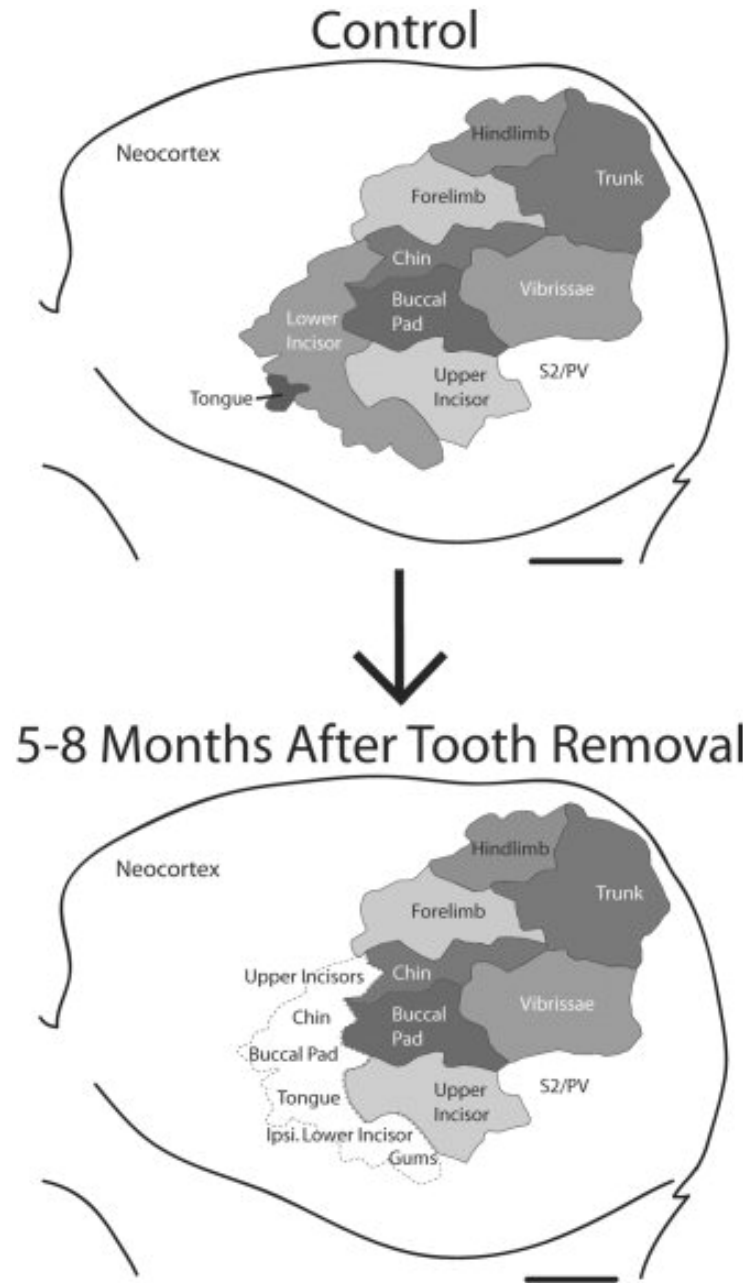 Control
Neocortex
Hindlimb
Trunk
Forelimb
Chin
Vibrissae
Buccal
Pad
Lower
Incisor
Upper
Incisor
S2/PV
Tongue
5-8 Months After Tooth Removal
Neocortex
Hindlimb
Trunk
Forelimb
Upper Incisors
Chin
Vibrissae
Chin
Buccal
Pad
Buccal Pad
Tongue
Upper
Incisor
S2/PV
Ipsi. Lower Incisor
Gums